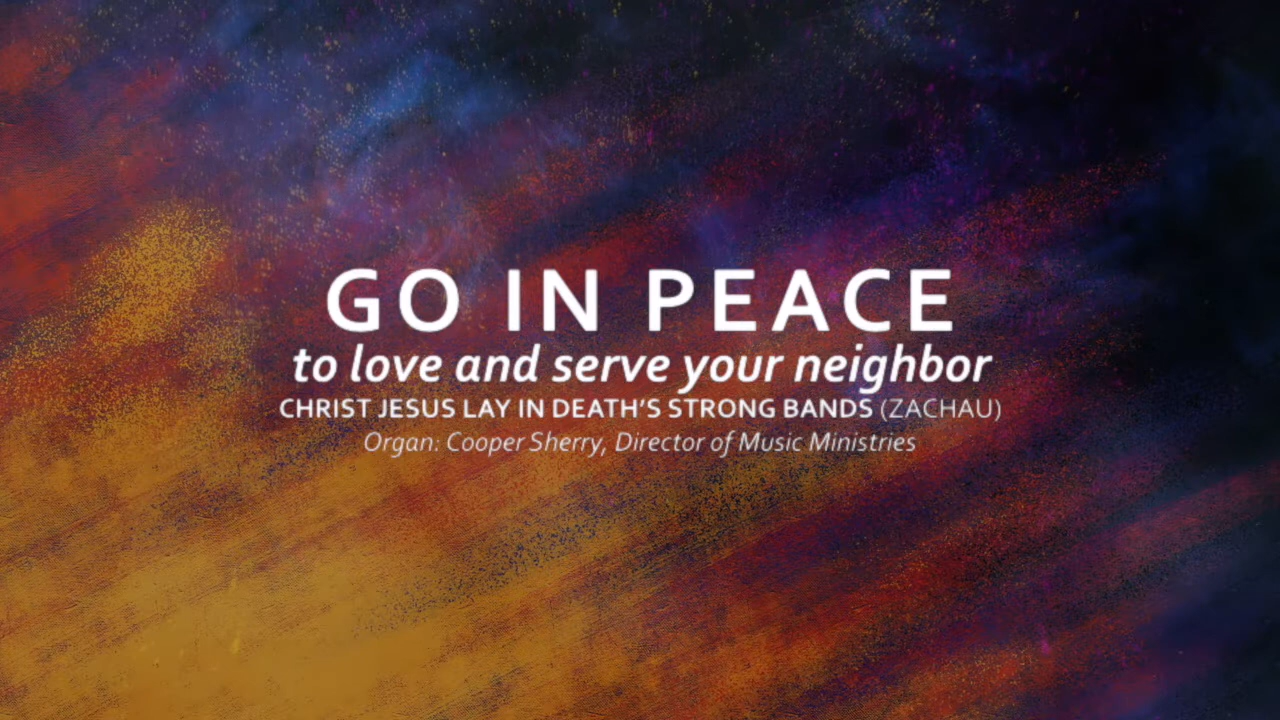 GO IN PEACE
to love and serve your neighbor
CHRIST JESUS LAY IN DEATH'S STRONG BANDS (ZACHAU)
Organ: Cooper Sherry, Director of Music Ministries